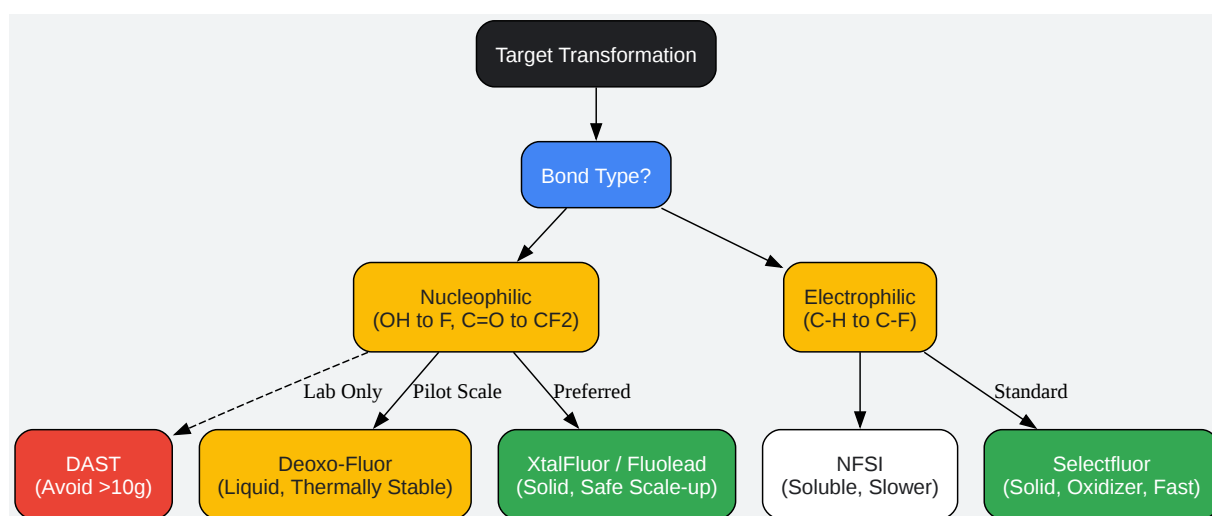 Target Transformation
Bond Type?
Nucleophilic
(OH to F, C=O to CF2)
Electrophilic
(C-H to C-F)
Lab Only
Pilot Scale
Preferred
Standard
DAST
(Avoid >10g)
Deoxo-Fluor
(Liquid, Thermally Stable)
XtalFluor / Fluolead
(Solid, Safe Scale-up)
NFSI
(Soluble, Slower)
Selectfluor
(Solid, Oxidizer, Fast)